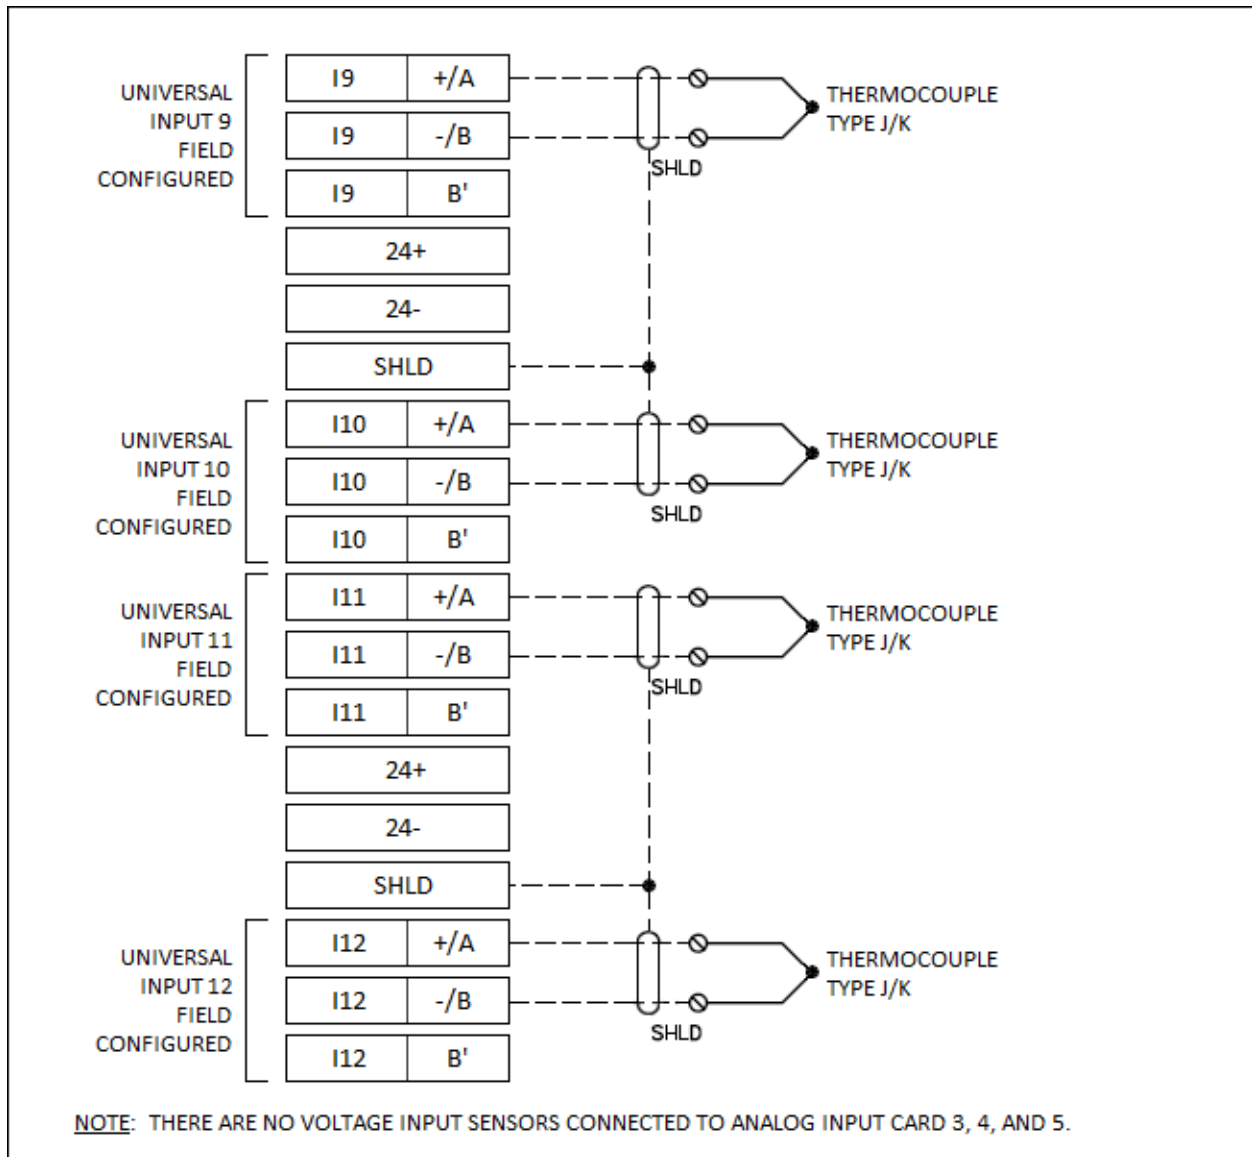 UNIVERSAL
INPUT 9
FIELD
CONFIGURED
I9 +/A
I9 -/B
I9 B'
THERMOCOUPLE
TYPE J/K
SHLD
24+
24-
SHLD
UNIVERSAL
INPUT 10
FIELD
CONFIGURED
I10 +/A
I10 -/B
I10 B'
THERMOCOUPLE
TYPE J/K
SHLD
UNIVERSAL
INPUT 11
FIELD
CONFIGURED
I11 +/A
I11 -/B
I11 B'
THERMOCOUPLE
TYPE J/K
SHLD
24+
24-
SHLD
UNIVERSAL
INPUT 12
FIELD
CONFIGURED
I12 +/A
I12 -/B
I12 B'
THERMOCOUPLE
TYPE J/K
SHLD
NOTE: THERE ARE NO VOLTAGE INPUT SENSORS CONNECTED TO ANALOG INPUT CARD 3, 4, AND 5.